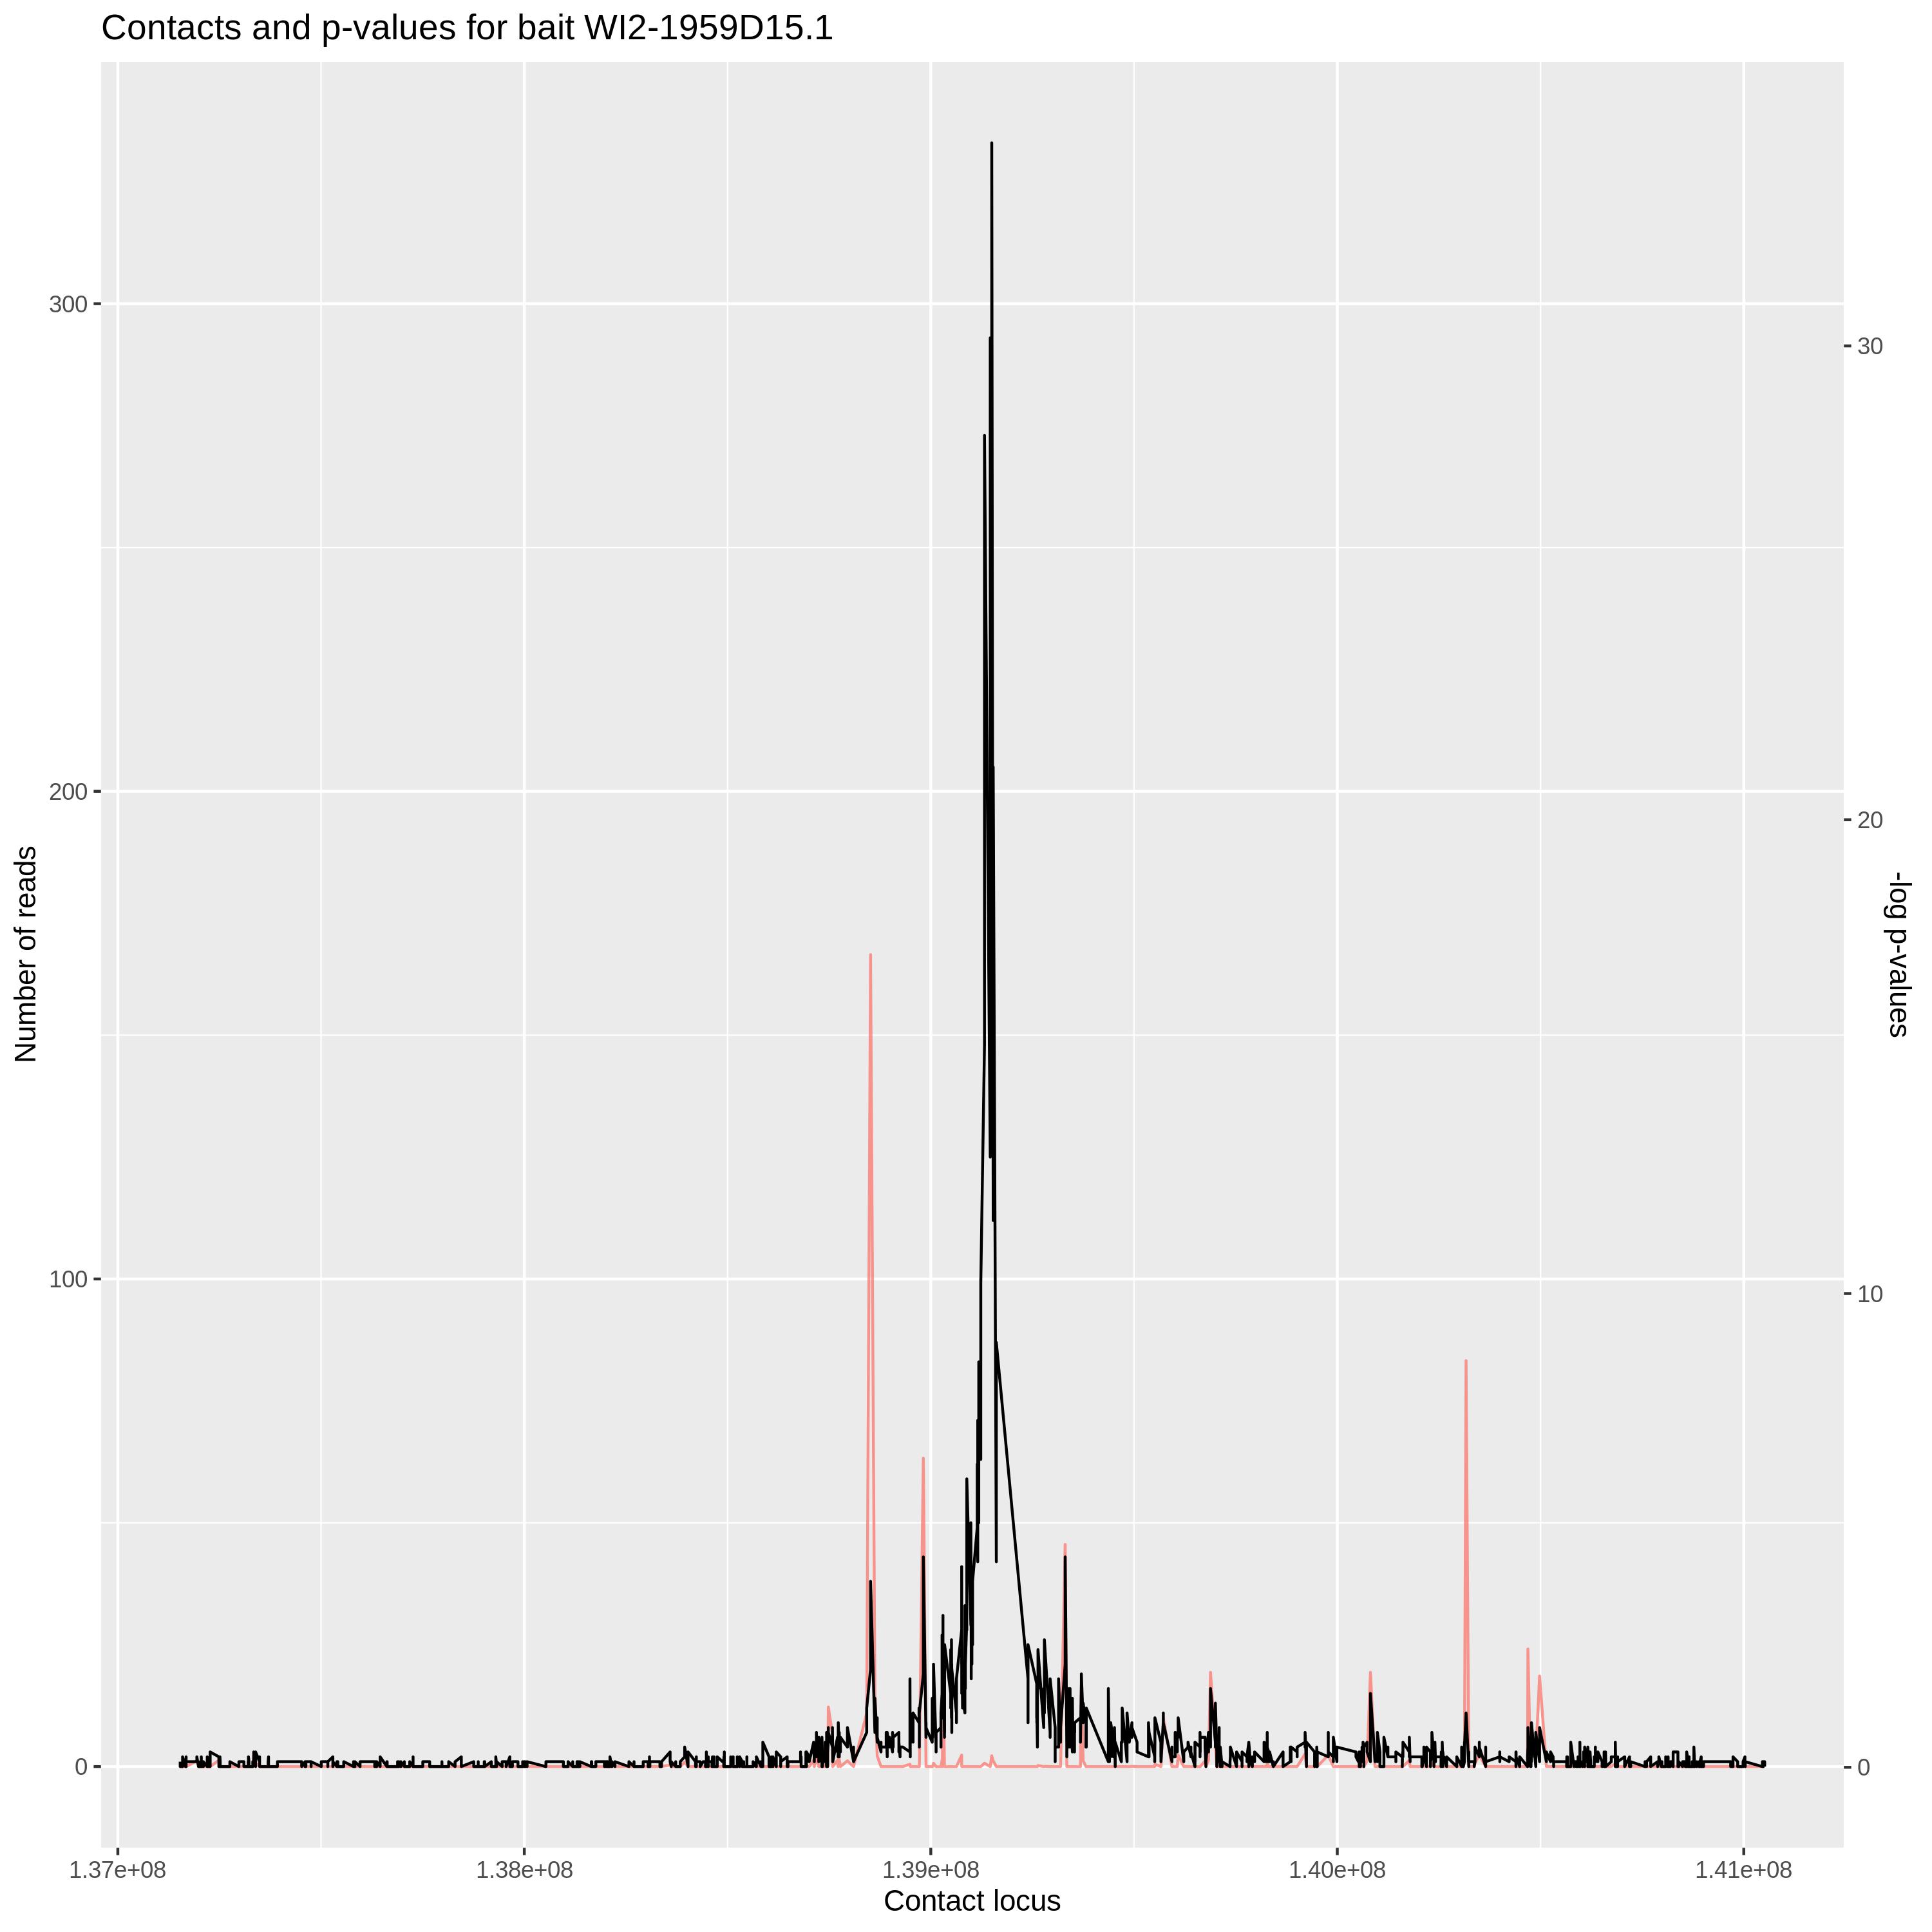 Contacts and p-values for bait WI2-1959D15.1
Number of reads
300
200
100
0
30
20
10
0
-log p-values
1.37e+08
1.38e+08
1.39e+08
1.40e+08
1.41e+08
Contact locus